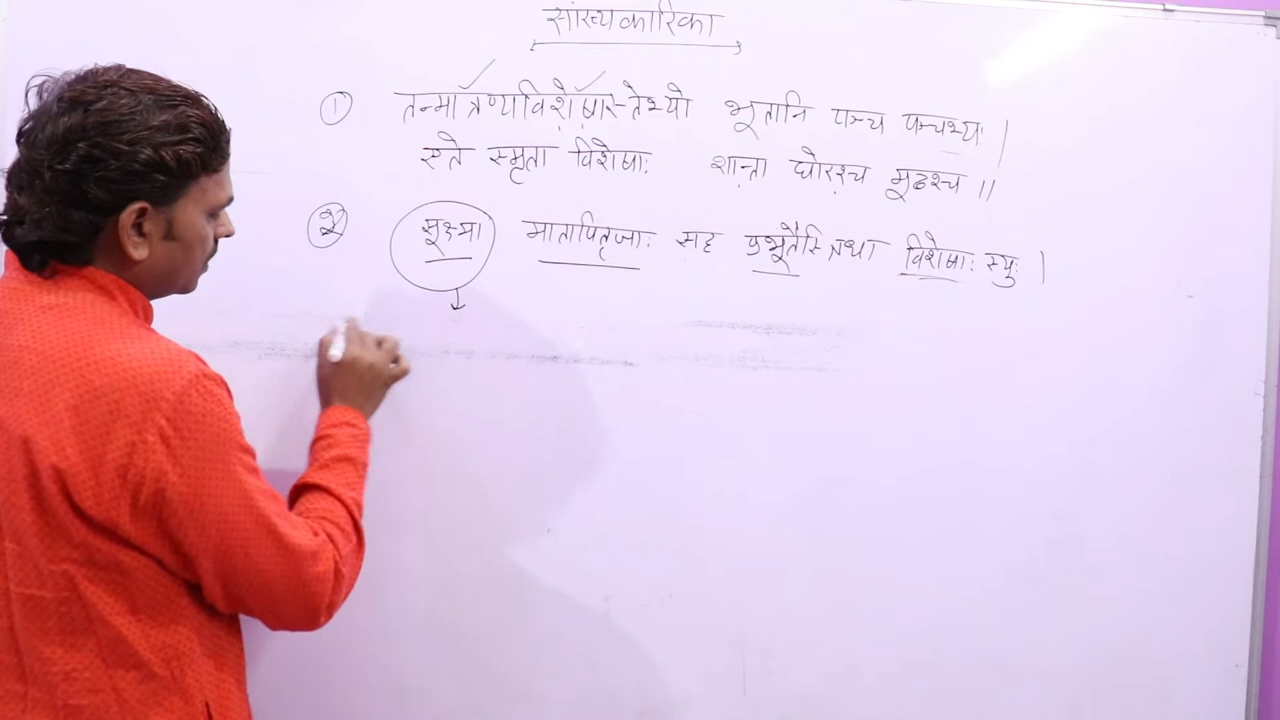 सांख्यकारिका
① तन्मात्रण्यविशेषास्तेभ्यो भूतानि पञ्च पञ्चभ्यः |
एते स्मृता विशेषाः शान्ता घोरश्च मूढश्च ||
② सूक्ष्मा मातापितृजाः सह प्रभूतैस्त्रिधा विशेषाः स्युः |